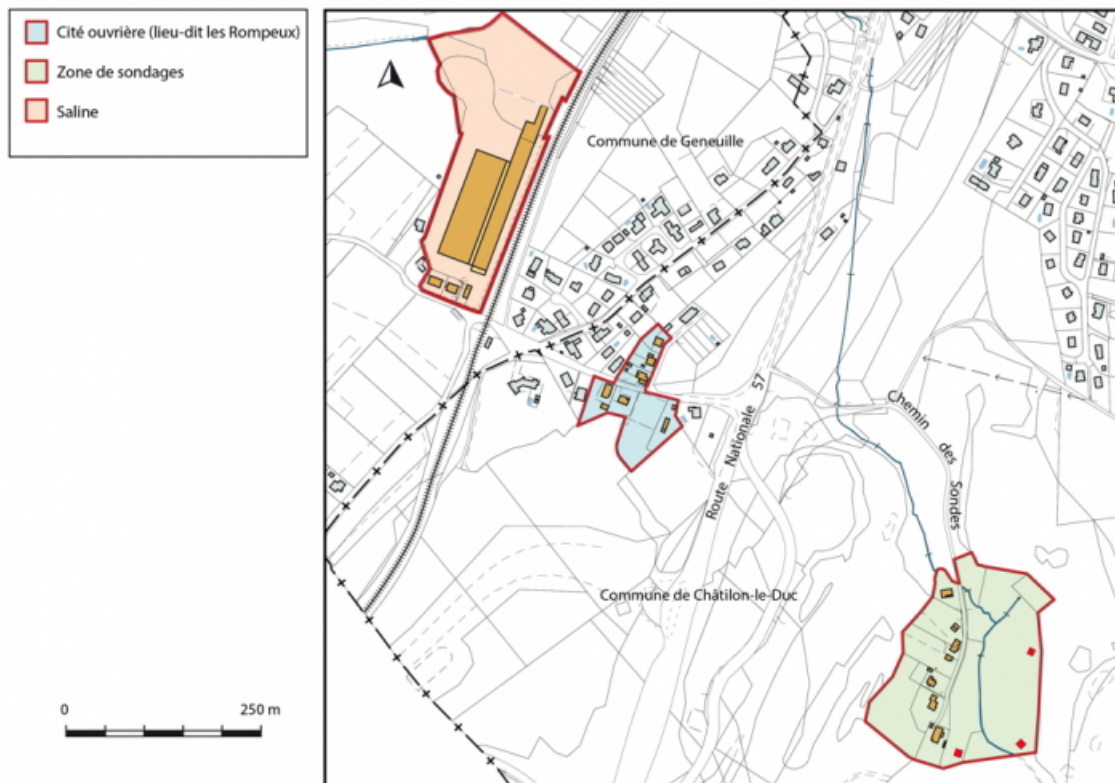 Cité ouvrière (lieu-dit les Rompeux)
Zone de sondages
Saline
Commune de Geneuille
Route Nationale 57
Chemin des Sondes
Commune de Châtilon-le-Duc
0 250 m